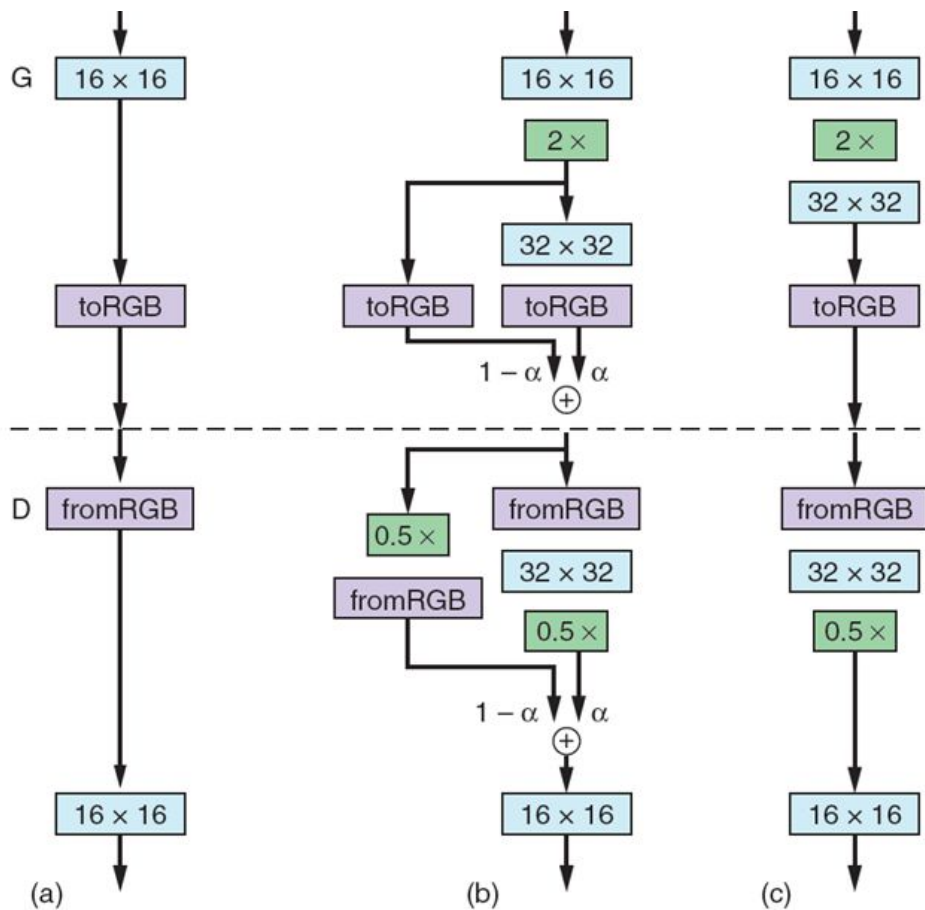 G
16 × 16
toRGB
D
fromRGB
16 × 16
(a)
16 × 16
2 ×
32 × 32
toRGB toRGB
1 – α α
+
fromRGB
0.5 ×
32 × 32
fromRGB
0.5 ×
1 – α α
+
16 × 16
(b)
16 × 16
2 ×
32 × 32
toRGB
fromRGB
32 × 32
0.5 ×
16 × 16
(c)